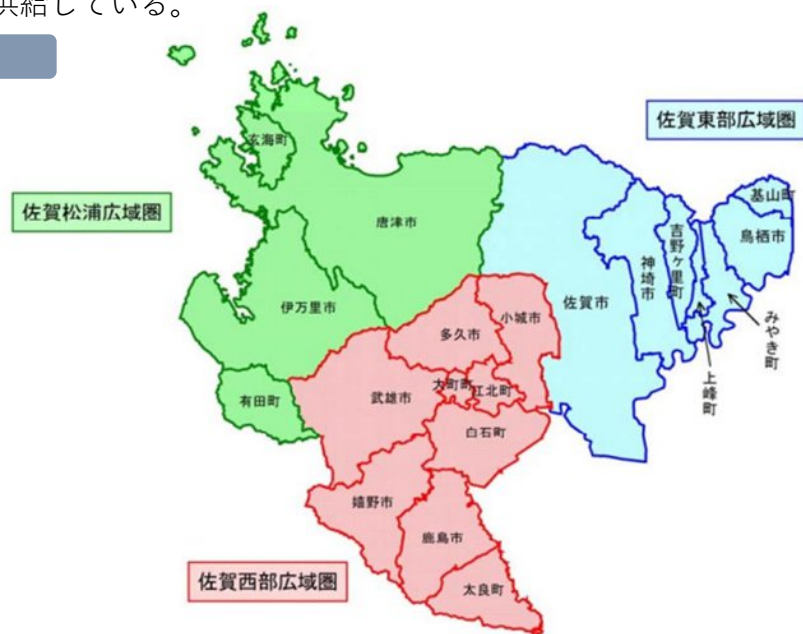 共給している。
佐賀東部広域圏
佐賀松浦広域圏
玄海町
唐津市
伊万里市
有田町
基山町
鳥栖市
吉野ヶ里町
神埼市
佐賀市
みやき町
上峰町
多久市
小城市
大町町
江北町
武雄市
白石町
嬉野市
鹿島市
太良町
佐賀西部広域圏